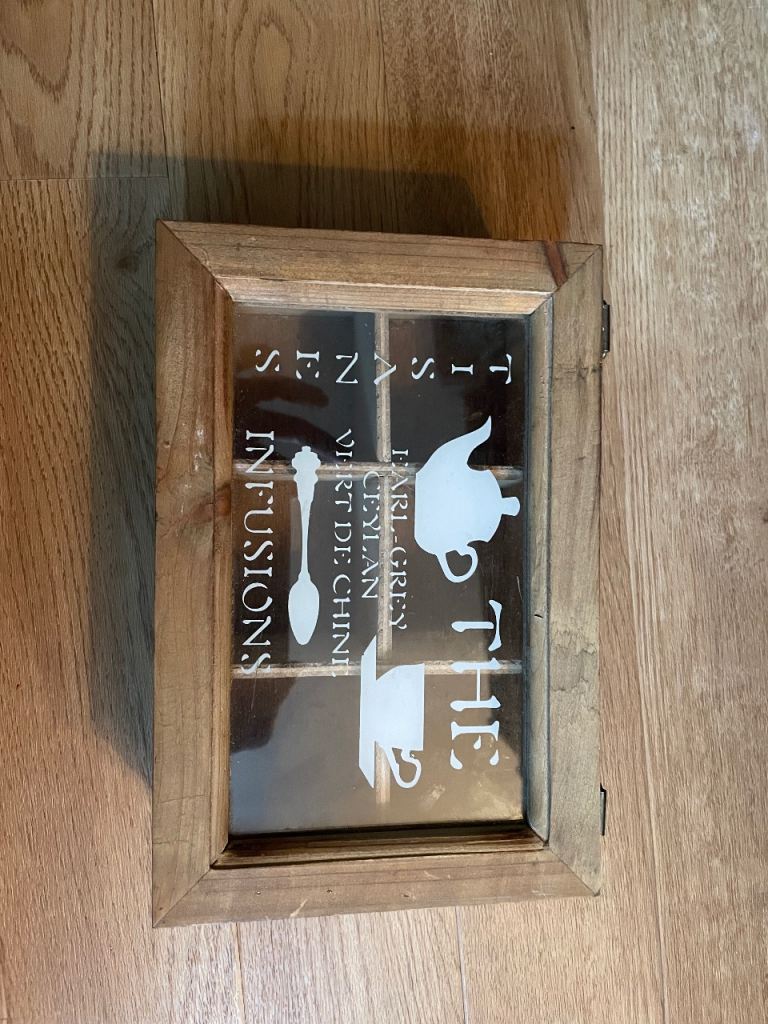 TISANES
THE
EARL-GREY
CEYLAN
VERT DE CHINE
INFUSIONS